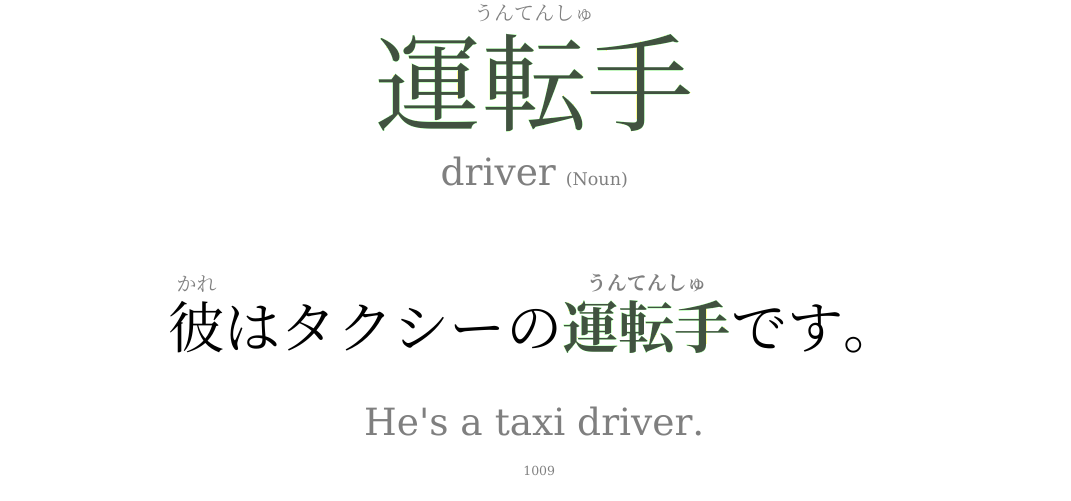 うんてんしゅ
運転手
driver (Noun)
かれ うんてんしゅ
彼はタクシーの運転手です。
He's a taxi driver.
1009